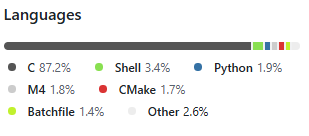 Languages
C 87.2% Shell 3.4% Python 1.9%
M4 1.8% CMake 1.7%
Batchfile 1.4% Other 2.6%